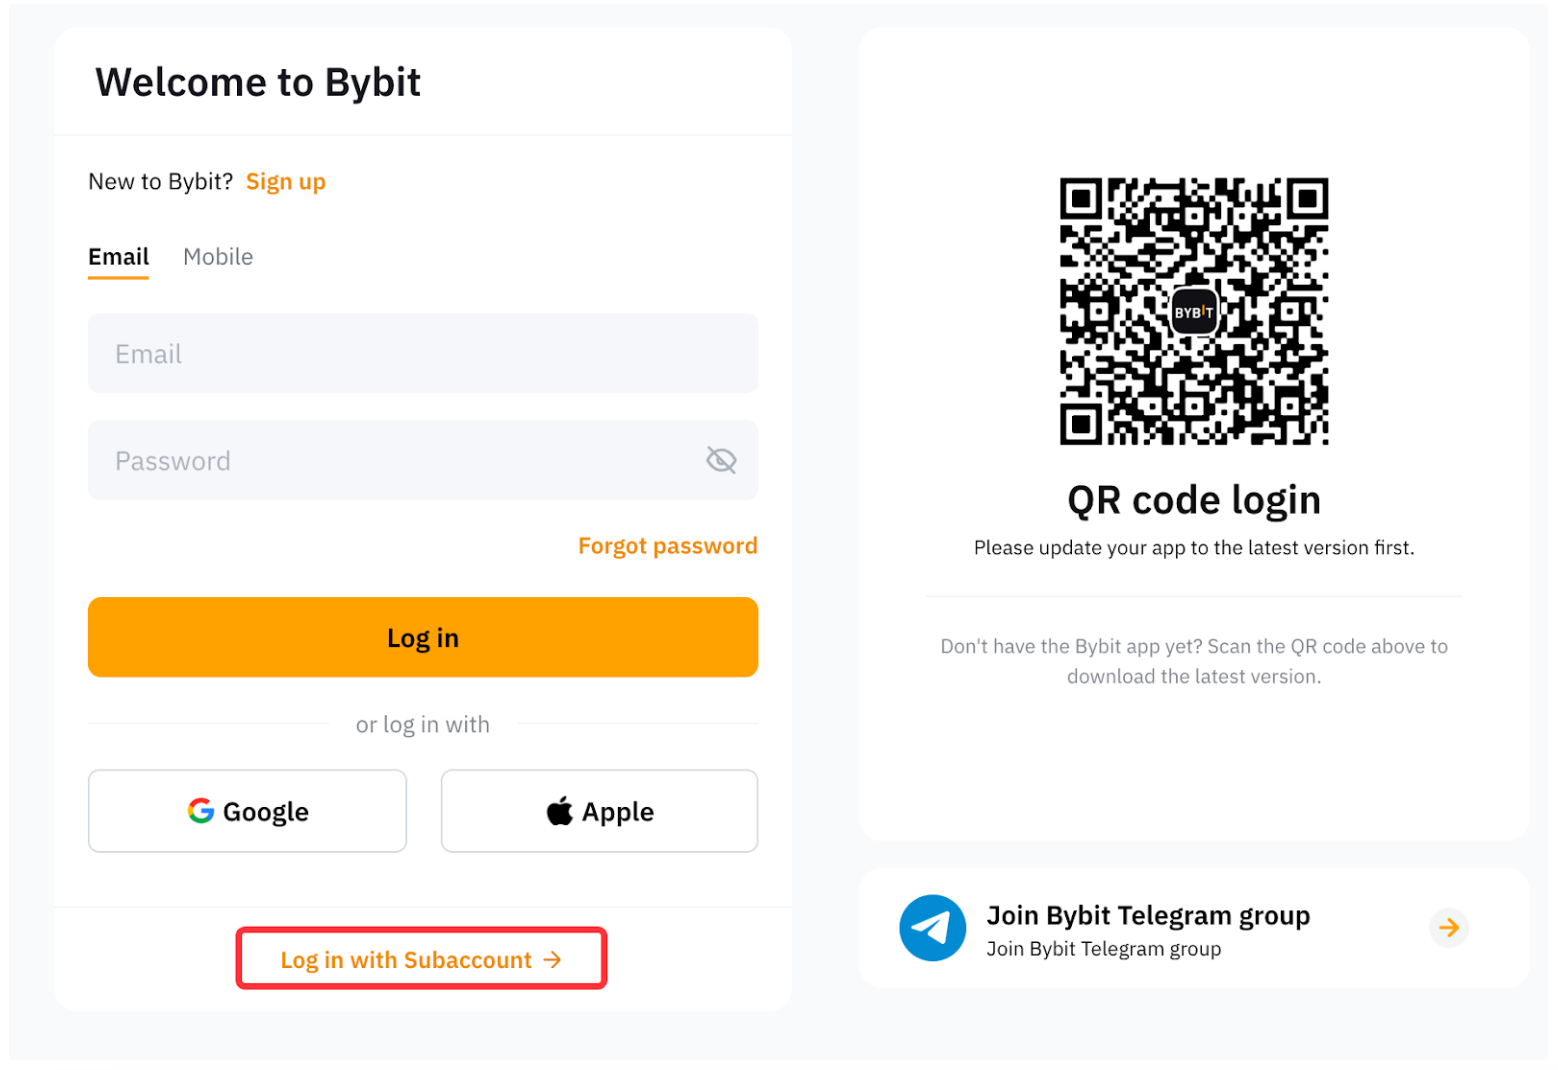 Welcome to Bybit
New to Bybit? Sign up
Email Mobile
Email
Password
Forgot password
Log in
or log in with
Google
Apple
Log in with Subaccount →
BYBIT
QR code login
Please update your app to the latest version first.
Don't have the Bybit app yet? Scan the QR code above to
download the latest version.
Join Bybit Telegram group
Join Bybit Telegram group